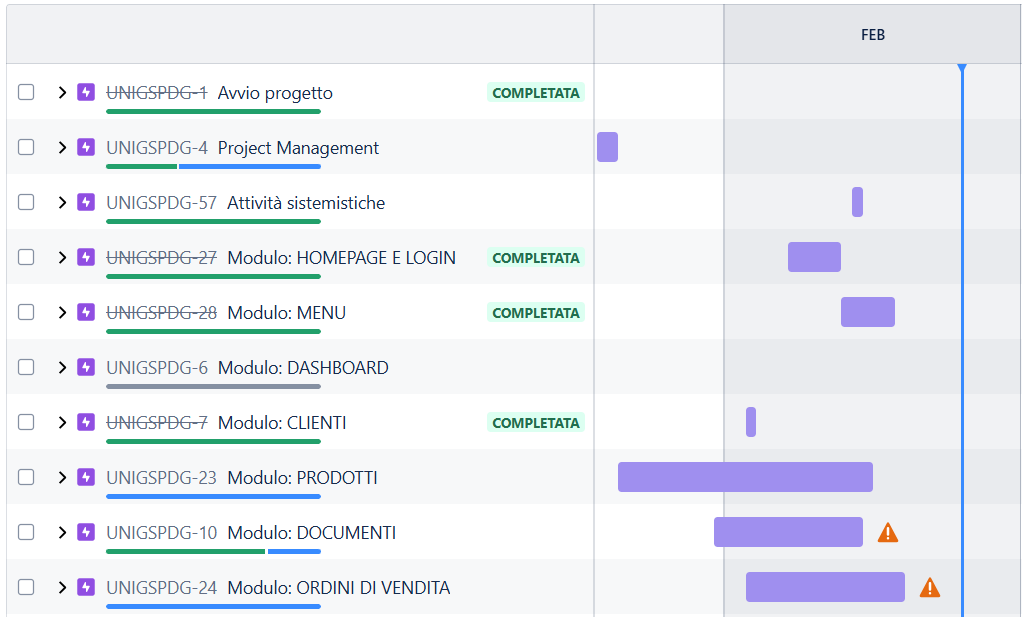 FEB
UNIGSPDG-1 Avvio progetto COMPLETATA
UNIGSPDG-4 Project Management
UNIGSPDG-57 Attività sistemistiche
UNIGSPDG-27 Modulo: HOMEPAGE E LOGIN COMPLETATA
UNIGSPDG-28 Modulo: MENU COMPLETATA
UNIGSPDG-6 Modulo: DASHBOARD
UNIGSPDG-7 Modulo: CLIENTI COMPLETATA
UNIGSPDG-23 Modulo: PRODOTTI
UNIGSPDG-10 Modulo: DOCUMENTI
UNIGSPDG-24 Modulo: ORDINI DI VENDITA